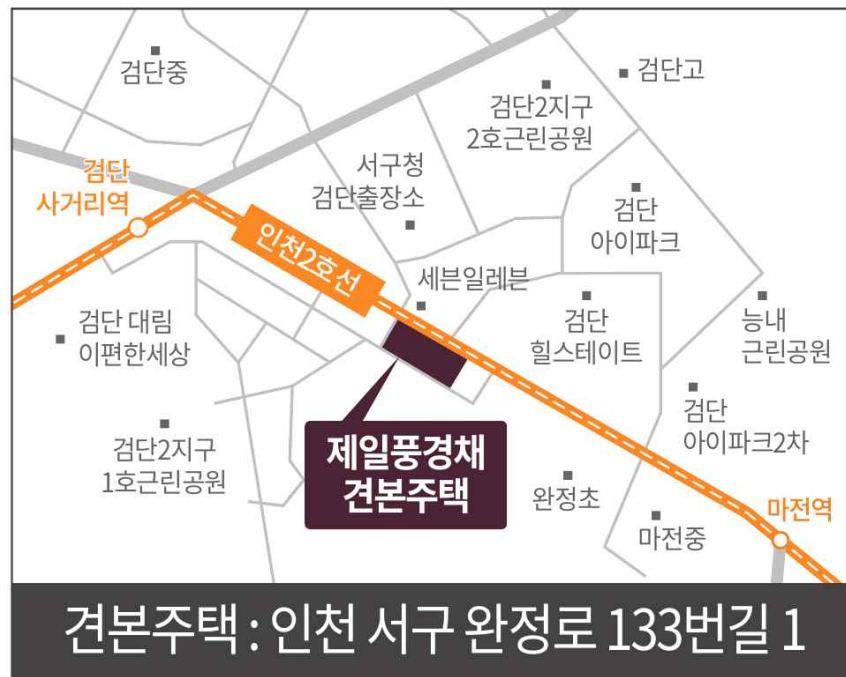 검단중
검단고
검단2지구
2호근린공원
서구청
검단출장소
검단
사거리역
검단
아이파크
인천2호선
세븐일레븐
검단 대림
이편한세상
검단
힐스테이트
능내
근린공원
검단
아이파크2차
검단2지구
1호근린공원
제일풍경채
견본주택
완정초
마전중
마전역
견본주택 : 인천 서구 완정로 133번길 1